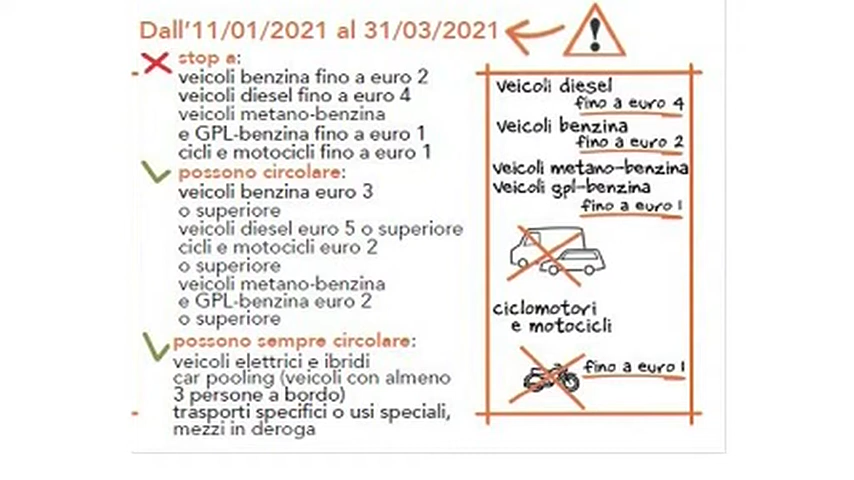 Dall'11/01/2021 al 31/03/2021
stop a:
veicoli benzina fino a euro 2
veicoli diesel fino a euro 4
veicoli metano-benzina
e GPL-benzina fino a euro 1
cicli e motocicli fino a euro 1
possono circolare:
veicoli benzina euro 3
o superiore
veicoli diesel euro 5 o superiore
cicli e motocicli euro 2
o superiore
veicoli metano-benzina
e GPL-benzina euro 2
o superiore
possono sempre circolare:
veicoli elettrici e ibridi
car pooling (veicoli con almeno
3 persone a bordo)
trasporti specifici o usi speciali,
mezzi in deroga
!
veicoli diesel
fino a euro 4
veicoli benzina
fino a euro 2
veicoli metano-benzina
veicoli gpl-benzina
fino a euro 1
ciclomotori
e motocicli
fino a euro 1